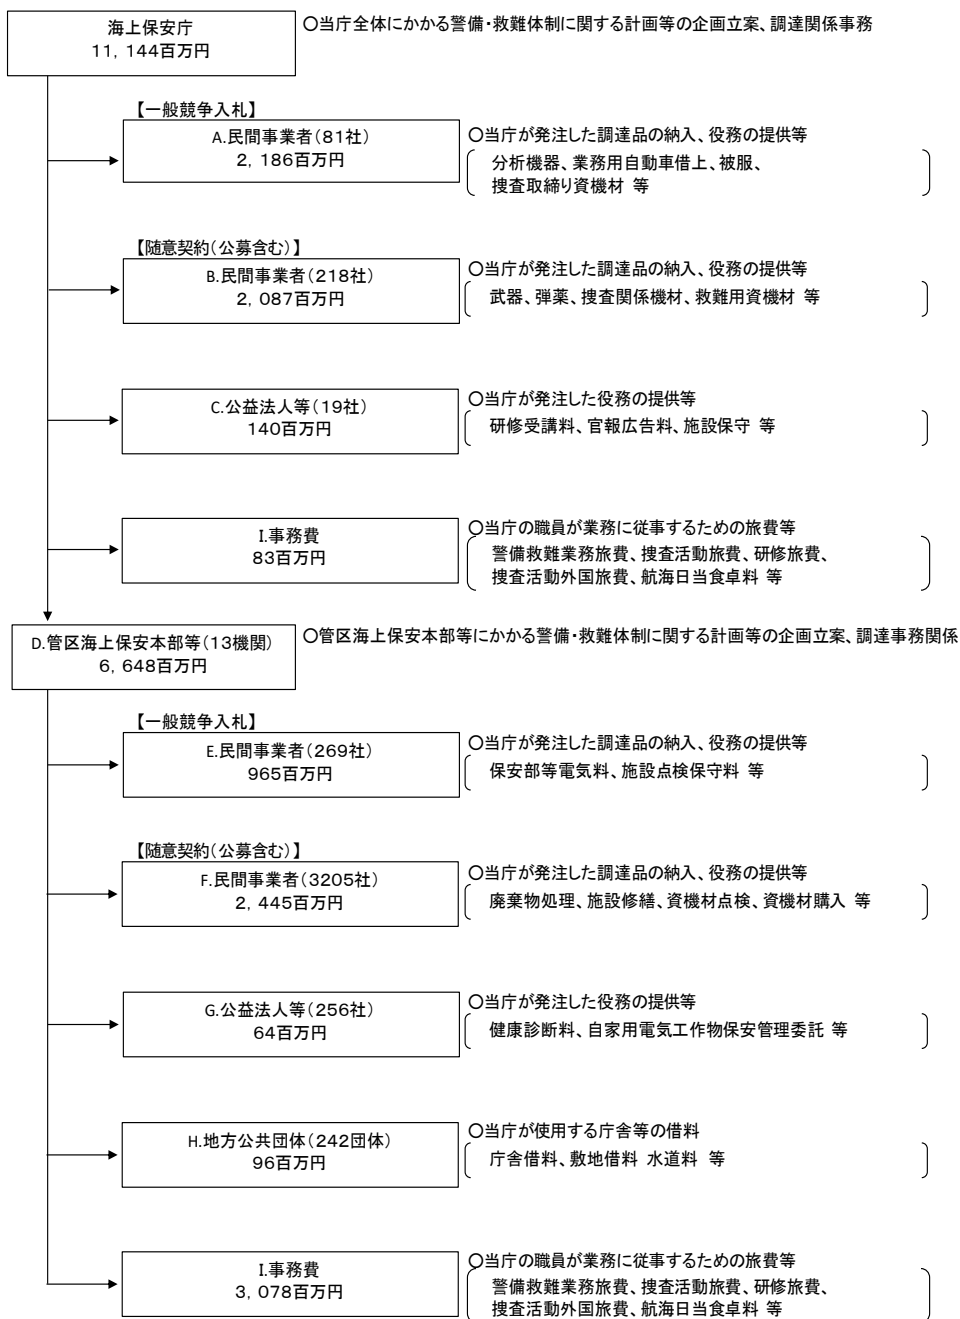 海上保安庁
11，144百万円
○当庁全体にかかる警備・救難体制に関する計画等の企画立案、調達関係事務
【一般競争入札】
A.民間事業者(81社)
2，186百万円
○当庁が発注した調達品の納入、役務の提供等
分析機器、業務用自動車借上、被服、
捜査取締り資機材 等
【随意契約(公募含む)】
B.民間事業者(218社)
2，087百万円
○当庁が発注した調達品の納入、役務の提供等
武器、弾薬、捜査関係機材、救難用資機材 等
C.公益法人等(19社)
140百万円
○当庁が発注した役務の提供等
研修受講料、官報広告料、施設保守 等
I.事務費
83百万円
○当庁の職員が業務に従事するための旅費等
警備救難業務旅費、捜査活動旅費、研修旅費、
捜査活動外国旅費、航海日当食卓料 等
D.管区海上保安本部等(13機関)
6，648百万円
○管区海上保安本部等にかかる警備・救難体制に関する計画等の企画立案、調達事務関係
【一般競争入札】
E.民間事業者(269社)
965百万円
○当庁が発注した調達品の納入、役務の提供等
保安部等電気料、施設点検保守料 等
【随意契約(公募含む)】
F.民間事業者(3205社)
2，445百万円
○当庁が発注した調達品の納入、役務の提供等
廃棄物処理、施設修繕、資機材点検、資機材購入 等
G.公益法人等(256社)
64百万円
○当庁が発注した役務の提供等
健康診断料、自家用電気工作物保安管理委託 等
H.地方公共団体(242団体)
96百万円
○当庁が使用する庁舎等の借料
庁舎借料、敷地借料 水道料 等
I.事務費
3，078百万円
○当庁の職員が業務に従事するための旅費等
警備救難業務旅費、捜査活動旅費、研修旅費、
捜査活動外国旅費、航海日当食卓料 等